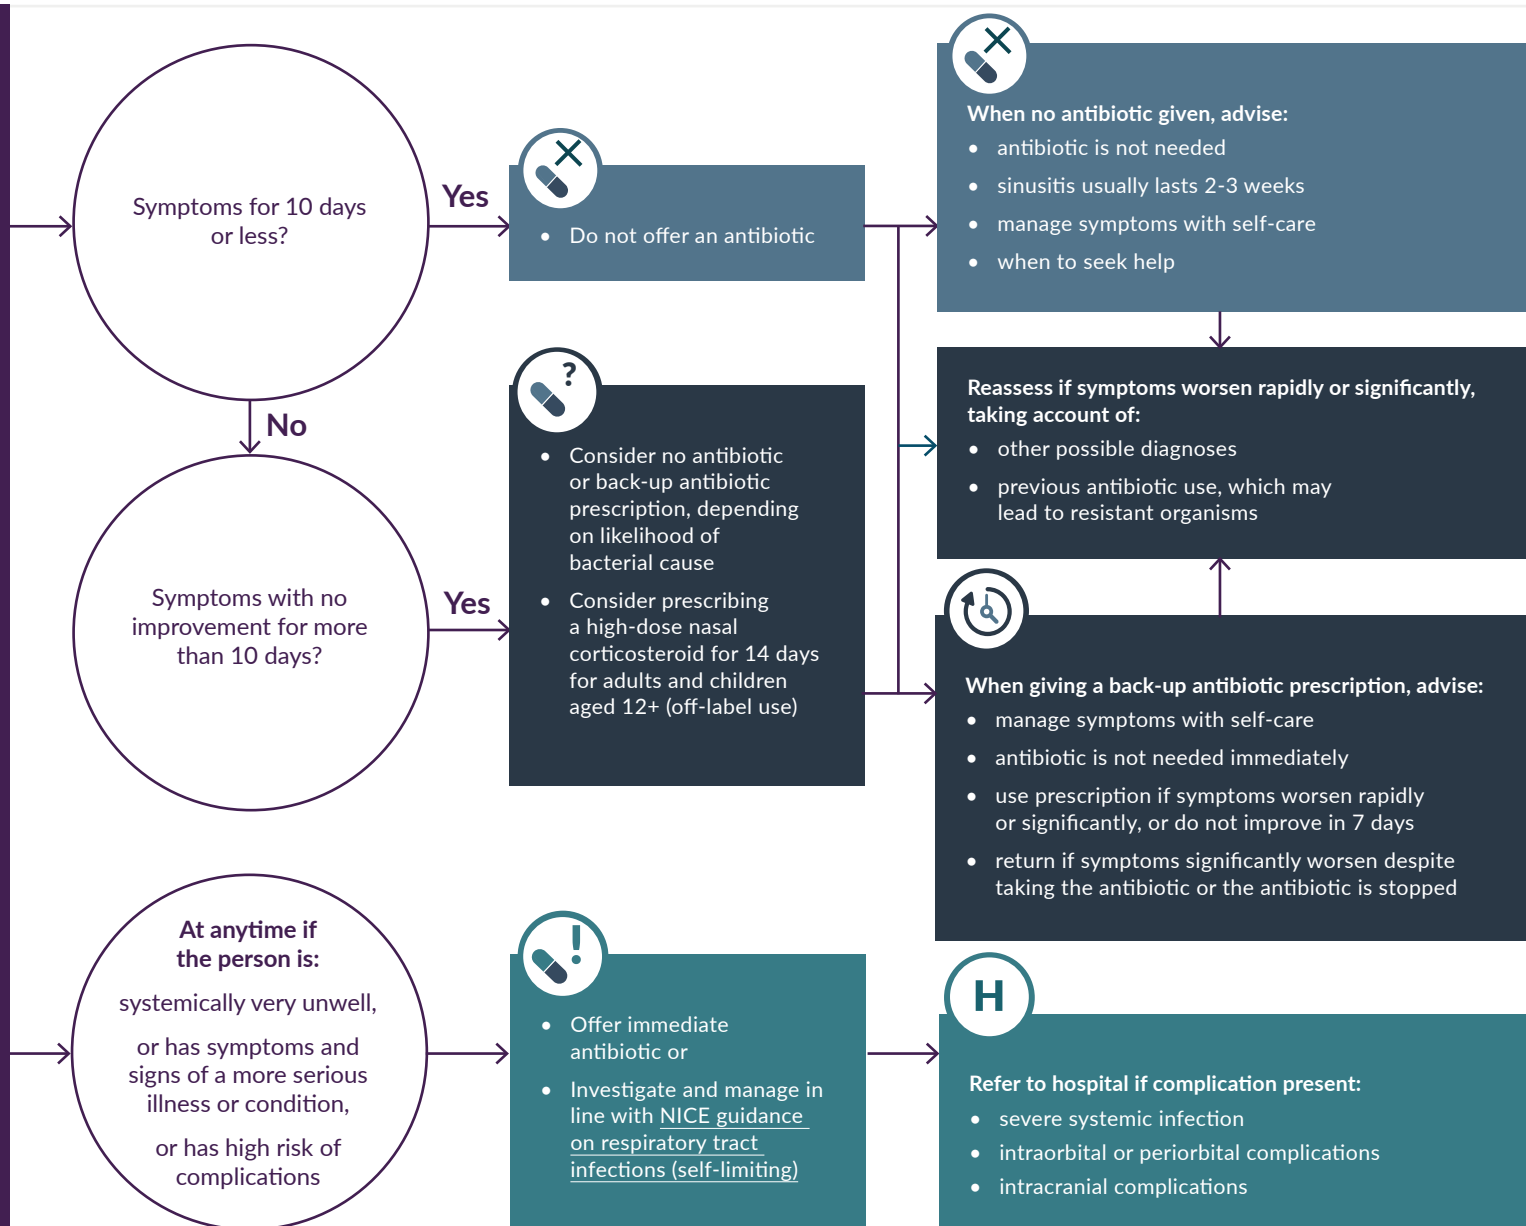 Symptoms for 10 days
or less?
Yes
• Do not offer an antibiotic
When no antibiotic given, advise:
• antibiotic is not needed
• sinusitis usually lasts 2-3 weeks
• manage symptoms with self-care
• when to seek help
No
Symptoms with no
improvement for more
than 10 days?
Yes
?
• Consider no antibiotic
or back-up antibiotic
prescription, depending
on likelihood of
bacterial cause
• Consider prescribing
a high-dose nasal
corticosteroid for 14 days
for adults and children
aged 12+ (off-label use)
Reassess if symptoms worsen rapidly or significantly,
taking account of:
• other possible diagnoses
• previous antibiotic use, which may
lead to resistant organisms
When giving a back-up antibiotic prescription, advise:
• manage symptoms with self-care
• antibiotic is not needed immediately
• use prescription if symptoms worsen rapidly
or significantly, or do not improve in 7 days
• return if symptoms significantly worsen despite
taking the antibiotic or the antibiotic is stopped
At anytime if
the person is:
systemically very unwell,
or has symptoms and
signs of a more serious
illness or condition,
or has high risk of
complications
!
• Offer immediate
antibiotic or
• Investigate and manage in
line with NICE guidance
on respiratory tract
infections (self-limiting)
H
Refer to hospital if complication present:
• severe systemic infection
• intraorbital or periorbital complications
• intracranial complications